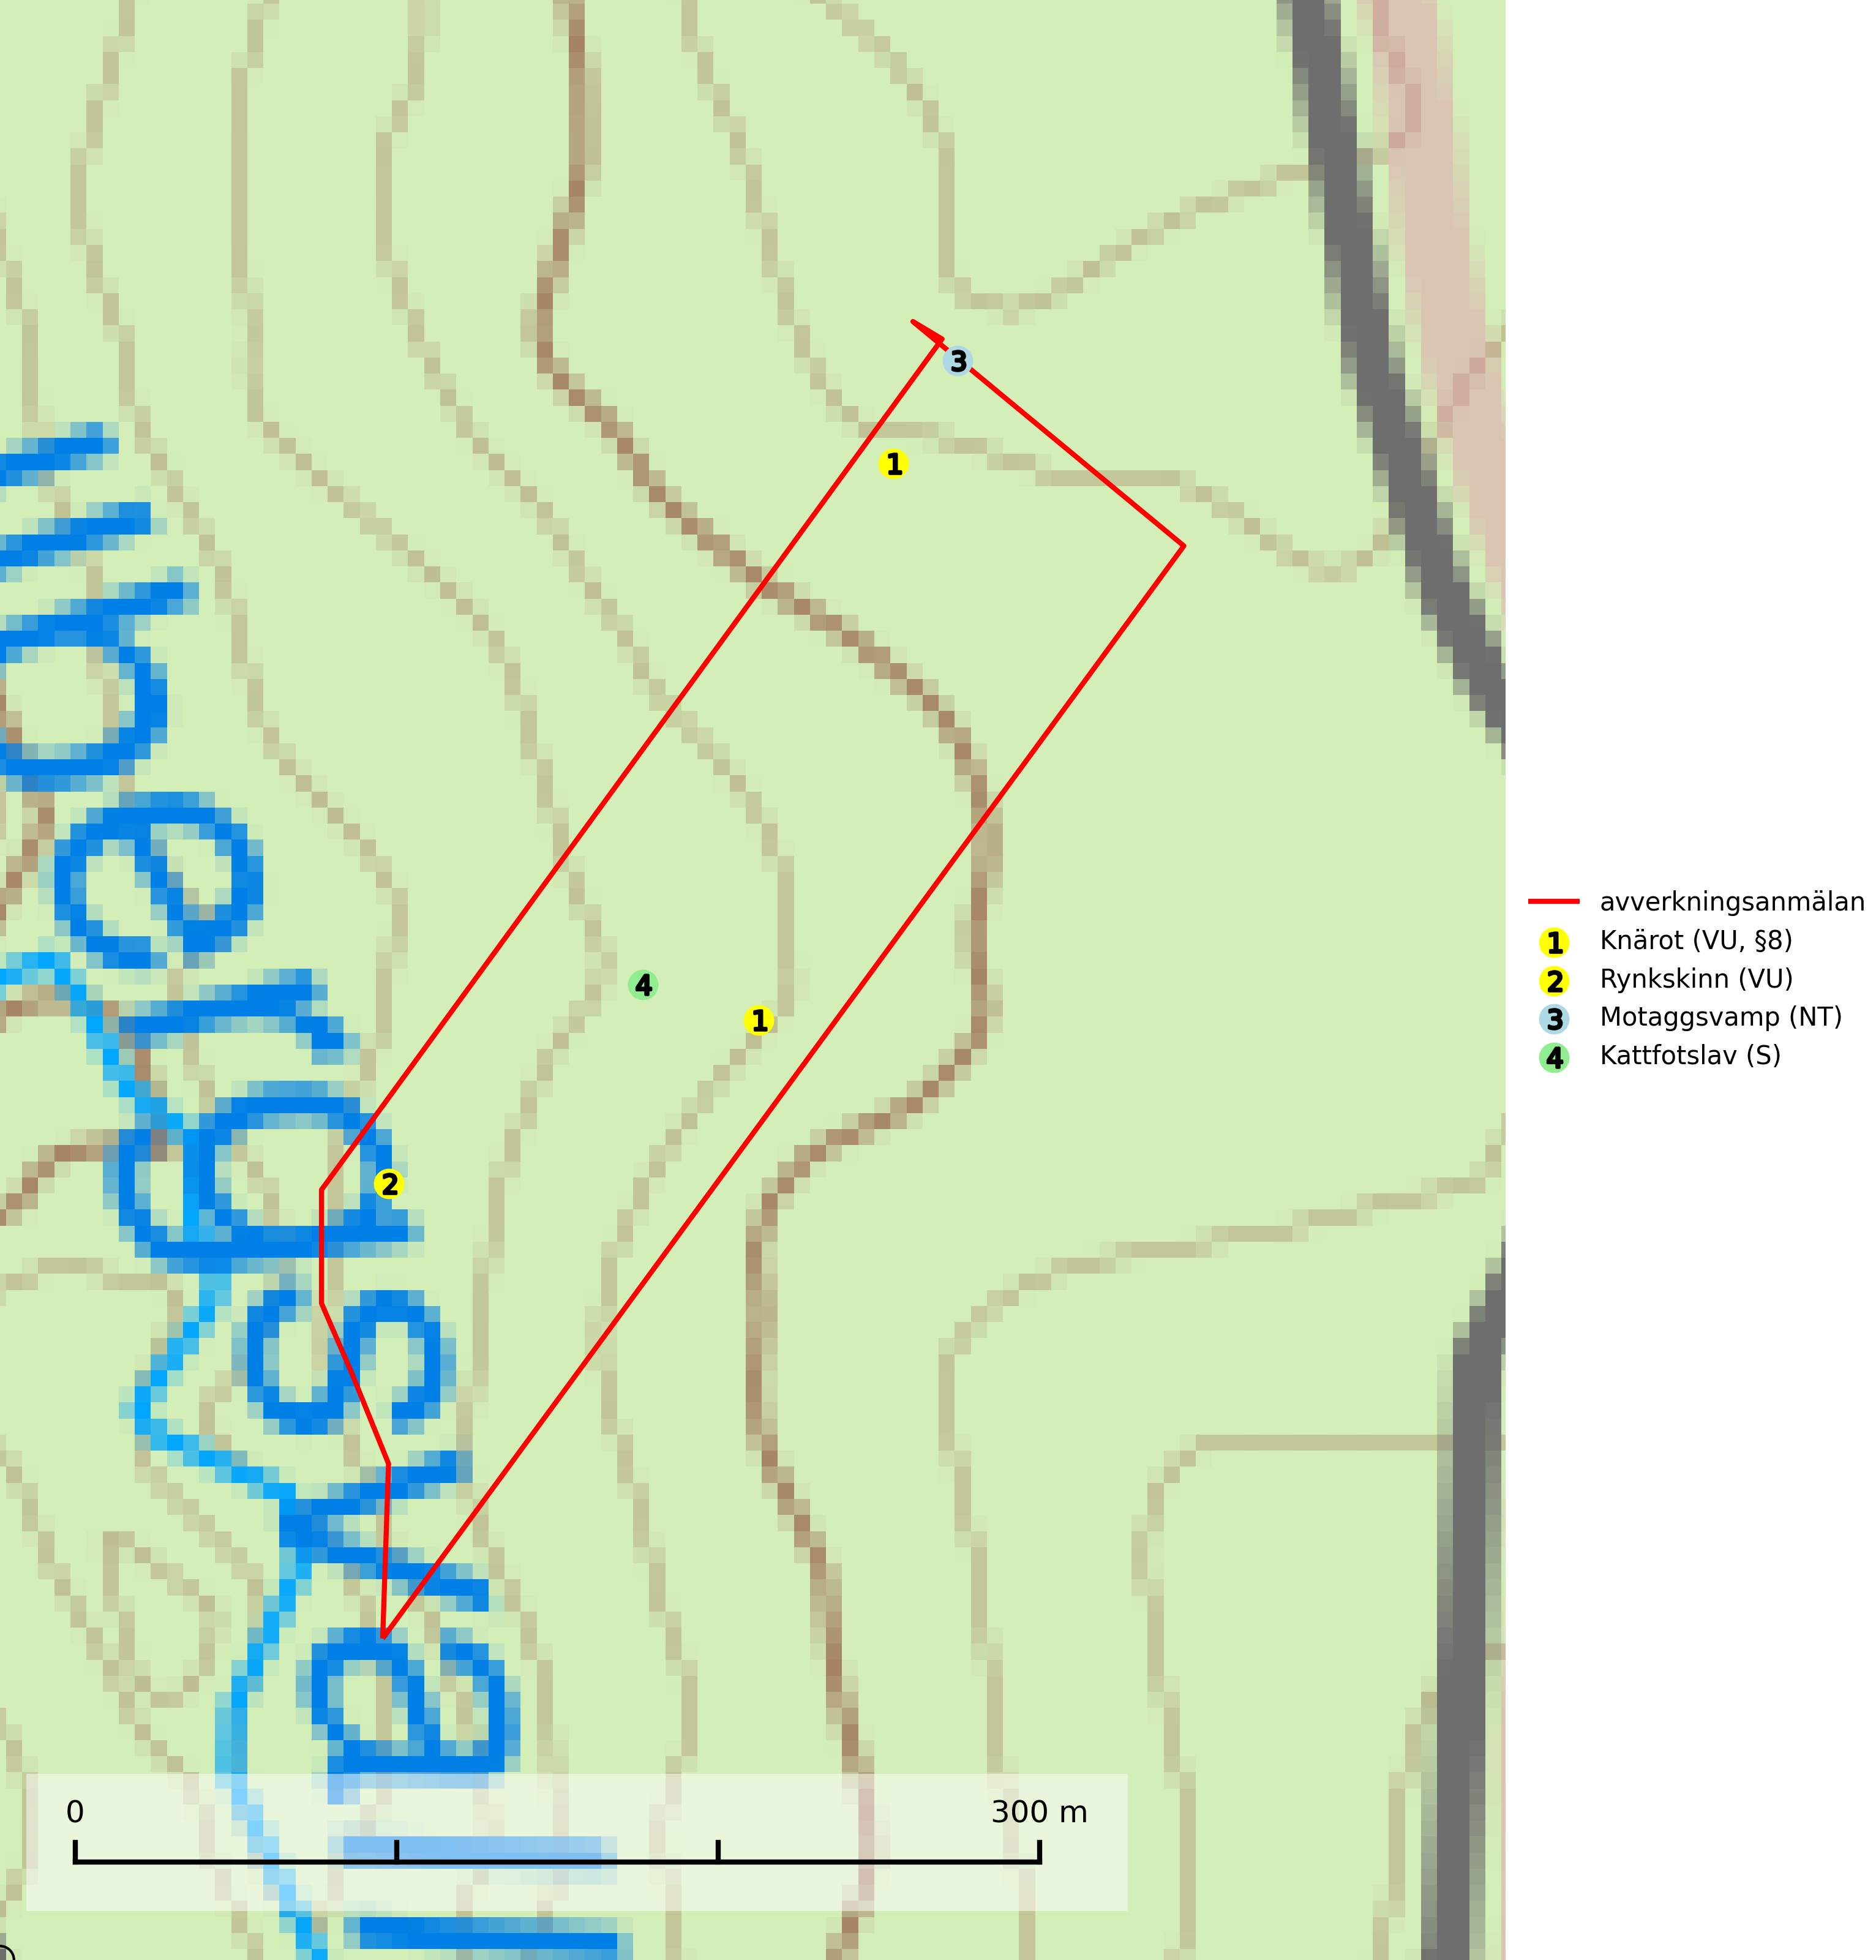 3
1
4
1
2
avverkningsanmälan
1 Knärot (VU, §8)
2 Rynkskinn (VU)
3 Motaggsvamp (NT)
4 Kattfotslav (S)
0 300 m